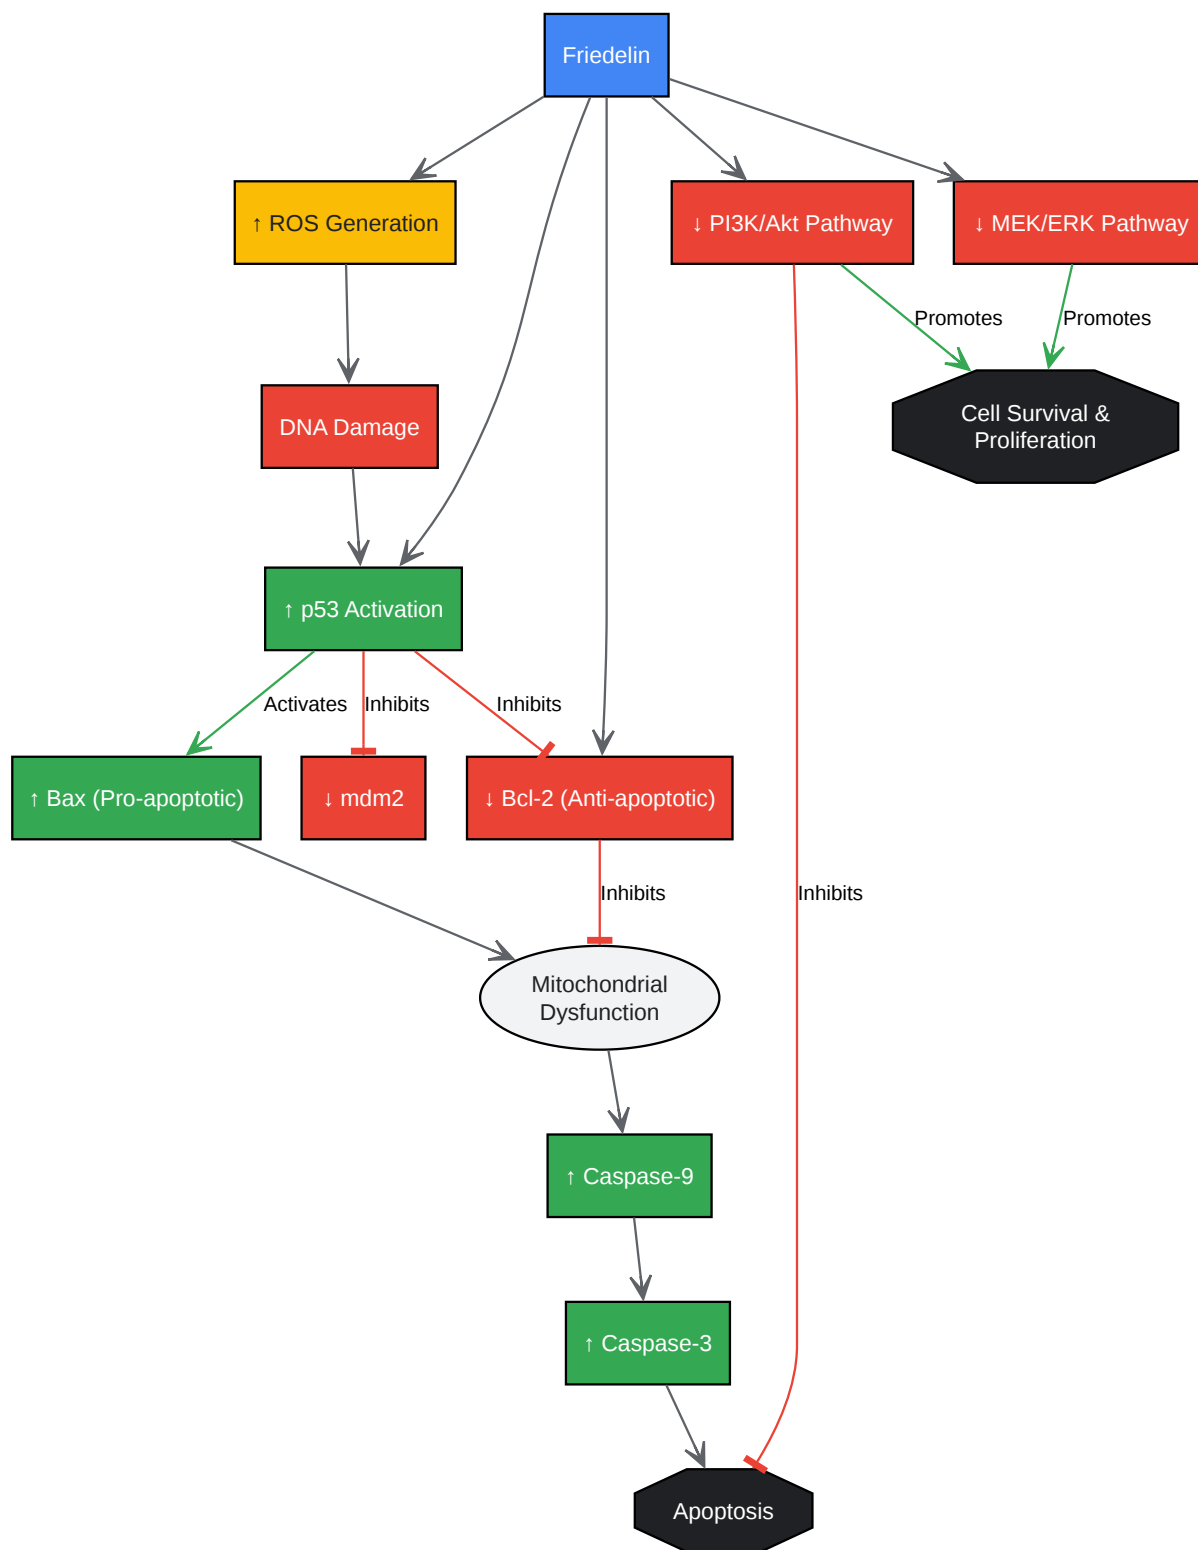 Friedelin
↑ ROS Generation
↓ PI3K/Akt Pathway
↓ MEK/ERK Pathway
Promotes
Promotes
DNA Damage
Cell Survival &
Proliferation
↑ p53 Activation
Activates
Inhibits
Inhibits
↑ Bax (Pro-apoptotic)
↓ mdm2
↓ Bcl-2 (Anti-apoptotic)
Inhibits
Inhibits
Mitochondrial
Dysfunction
↑ Caspase-9
↑ Caspase-3
Apoptosis